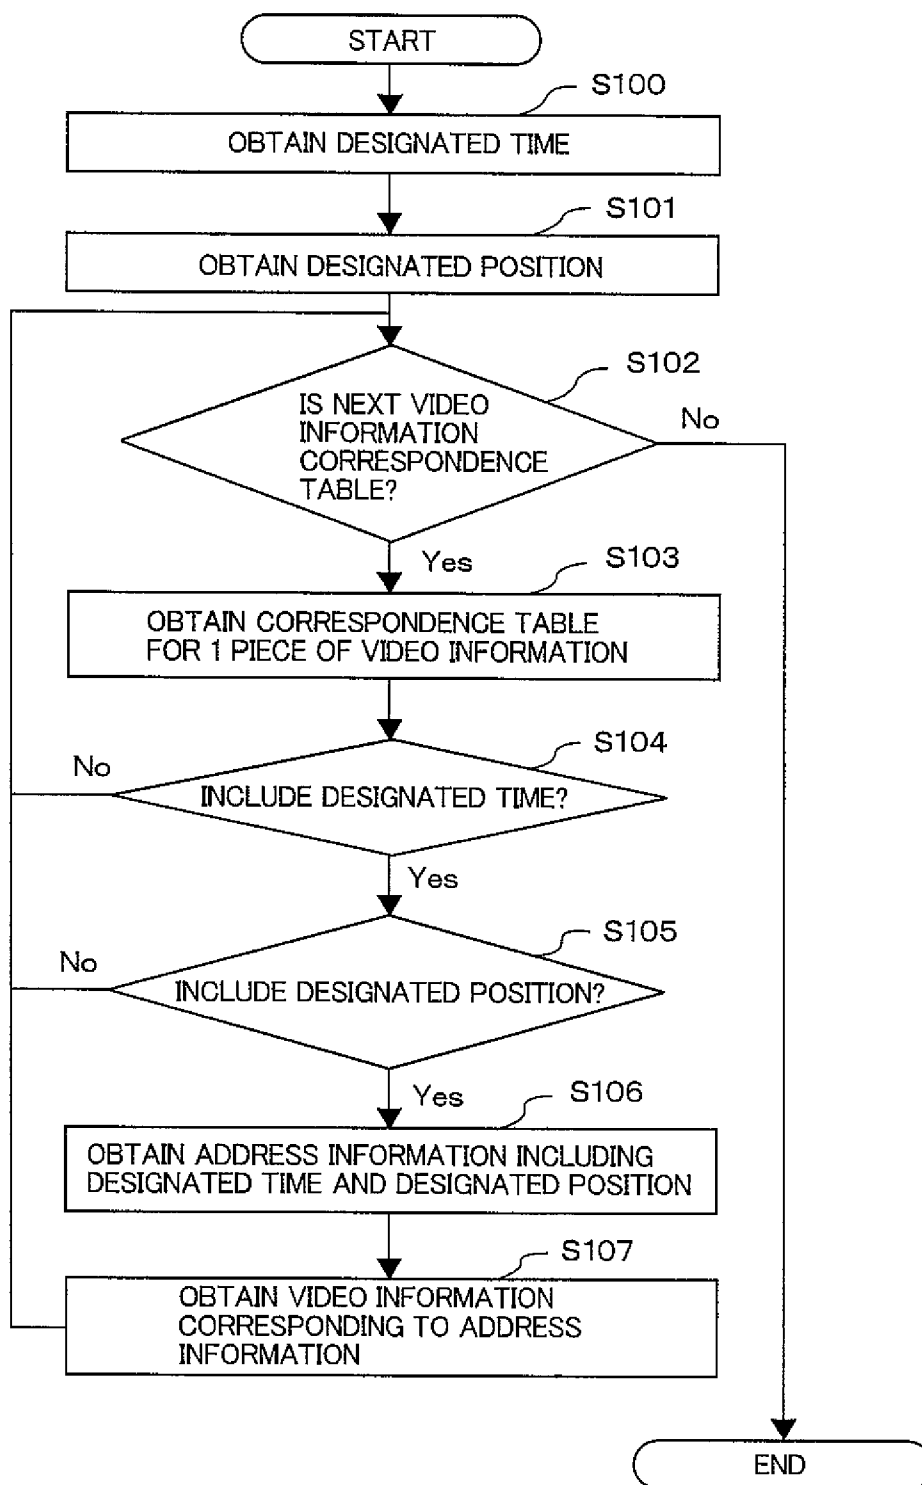 START
S100
OBTAIN DESIGNATED TIME
S101
OBTAIN DESIGNATED POSITION
S102
IS NEXT VIDEO
INFORMATION
CORRESPONDENCE
TABLE?
No
Yes
S103
OBTAIN CORRESPONDENCE TABLE
FOR 1 PIECE OF VIDEO INFORMATION
S104
No
INCLUDE DESIGNATED TIME?
Yes
S105
No
INCLUDE DESIGNATED POSITION?
Yes
S106
OBTAIN ADDRESS INFORMATION INCLUDING
DESIGNATED TIME AND DESIGNATED POSITION
S107
OBTAIN VIDEO INFORMATION
CORRESPONDING TO ADDRESS
INFORMATION
END